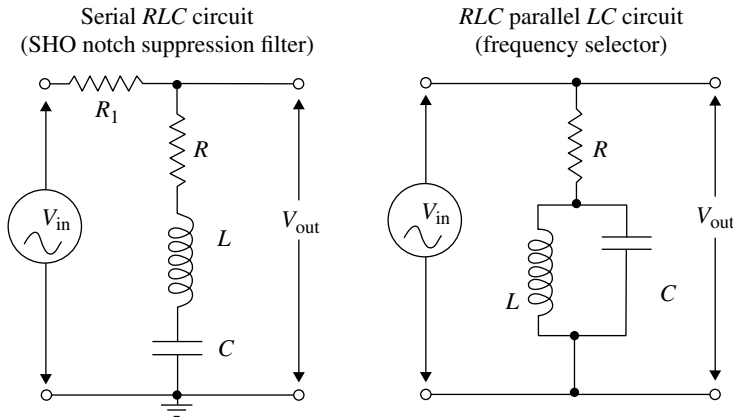 Serial RLC circuit
(SHO notch suppression filter)
R1
R
Vin
L
Vout
C
RLC parallel LC circuit
(frequency selector)
R
Vin
Vout
L
C